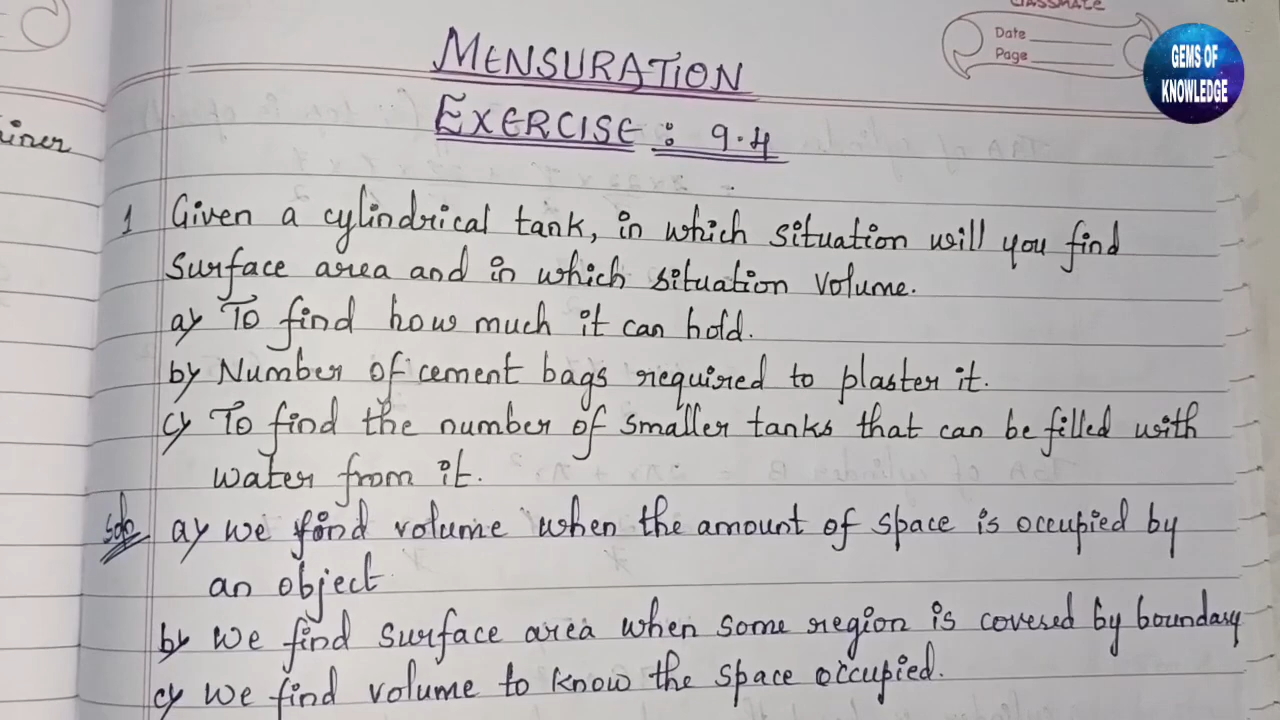 CLASSMATE
Date
Page
GEMS OF
KNOWLEDGE
MENSURATION
EXERCISE : 9.4
1 Given a cylindrical tank, in which situation will you find
surface area and in which situation volume.
a) To find how much it can hold.
b) Number of cement bags required to plaster it.
c) To find the number of smaller tanks that can be filled with
water from it.
Soln a) we find volume when the amount of space is occupied by
an object
b) we find surface area when some region is covered by boundary
c) we find volume to know the space occupied.